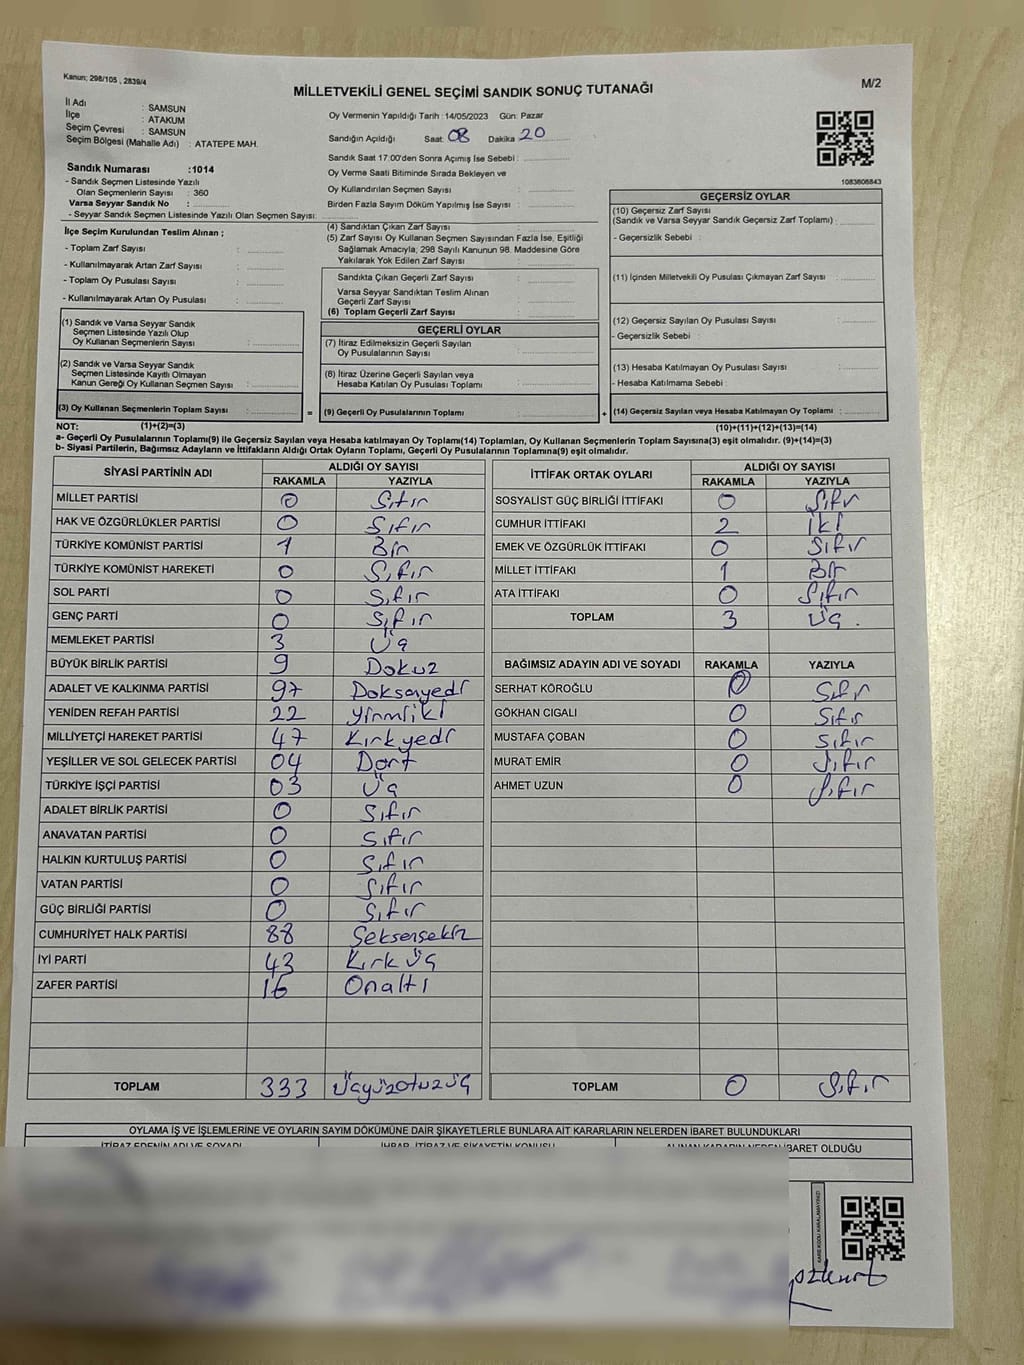 Kanun; 298/105 , 2839/4
MİLLETVEKİLİ GENEL SEÇİMİ SANDIK SONUÇ TUTANAĞI
M/2
İl Adı : SAMSUN
İlçe : ATAKUM
Seçim Çevresi : SAMSUN
Seçim Bölgesi (Mahalle Adı) : ATATEPE MAH.
Sandık Numarası :1014
- Sandık Seçmen Listesinde Yazılı
Olan Seçmenlerin Sayısı : 360
Varsa Seyyar Sandık No :
- Seyyar Sandık Seçmen Listesinde Yazılı Olan Seçmen Sayısı:
İlçe Seçim Kurulundan Teslim Alınan ;
- Toplam Zarf Sayısı :
- Kullanılmayarak Artan Zarf Sayısı :
- Toplam Oy Pusulası Sayısı :
- Kullanılmayarak Artan Oy Pusulası :
(1) Sandık ve Varsa Seyyar Sandık
Seçmen Listesinde Yazılı Olup
Oy Kullanan Seçmenlerin Sayısı :
(2) Sandık ve Varsa Seyyar Sandık
Seçmen Listesinde Kayıtlı Olmayan
Kanun Gereği Oy Kullanan Seçmen Sayısı :
(3) Oy Kullanan Seçmenlerin Toplam Sayısı :
Oy Vermenin Yapıldığı Tarih :14/05/2023 Gün: Pazar
Sandığın Açıldığı Saat: 08 Dakika 20
Sandık Saat 17:00'den Sonra Açımış İse Sebebi :
Oy Verme Saati Bitiminde Sırada Bekleyen ve
Oy Kullandırılan Seçmen Sayısı :
Birden Fazla Sayım Döküm Yapılmış İse Sayısı :
(4) Sandıktan Çıkan Zarf Sayısı :
(5) Zarf Sayısı Oy Kullanan Seçmen Sayısından Fazla İse, Eşitliği
Sağlamak Amacıyla; 298 Sayılı Kanunun 98. Maddesine Göre
Yakılarak Yok Edilen Zarf Sayısı :
Sandıkta Çıkan Geçerli Zarf Sayısı :
Varsa Seyyar Sandıktan Teslim Alınan
Geçerli Zarf Sayısı :
(6) Toplam Geçerli Zarf Sayısı :
GEÇERLİ OYLAR
(7) İtiraz Edilmeksizin Geçerli Sayılan
Oy Pusulalarının Sayısı :
(8) İtiraz Üzerine Geçerli Sayılan veya
Hesaba Katılan Oy Pusulası Toplamı :
= (9) Geçerli Oy Pusulalarının Toplamı :
1083606843
GEÇERSİZ OYLAR
(10) Geçersiz Zarf Sayısı
(Sandık ve Varsa Seyyar Sandık Geçersiz Zarf Toplamı) :
- Geçersizlik Sebebi :
(11) İçinden Milletvekili Oy Pusulası Çıkmayan Zarf Sayısı :
(12) Geçersiz Sayılan Oy Pusulası Sayısı :
- Geçersizlik Sebebi :
(13) Hesaba Katılmayan Oy Pusulası Sayısı :
- Hesaba Katılmama Sebebi :
+ (14) Geçersiz Sayılan veya Hesaba Katılmayan Oy Toplamı :
NOT: (1)+(2)=(3) (10)+(11)+(12)+(13)=(14)
a- Geçerli Oy Pusulalarının Toplamı(9) ile Geçersiz Sayılan veya Hesaba katılmayan Oy Toplamı(14) Toplamları, Oy Kullanan Seçmenlerin Toplam Sayısına(3) eşit olmalıdır. (9)+(14)=(3)
b- Siyasi Partilerin, Bağımsız Adayların ve İttifakların Aldığı Ortak Oyların Toplamı, Geçerli Oy Pusulalarının Toplamına(9) eşit olmalıdır.
SİYASİ PARTİNİN ADI ALDIĞI OY SAYISI
RAKAMLA YAZIYLA
MİLLET PARTİSİ 0 Sıfır
HAK VE ÖZGÜRLÜKLER PARTİSİ 0 Sıfır
TÜRKİYE KOMÜNİST PARTİSİ 1 Bir
TÜRKİYE KOMÜNİST HAREKETİ 0 Sıfır
SOL PARTİ 0 Sıfır
GENÇ PARTİ 0 Sıfır
MEMLEKET PARTİSİ 3 Üç
BÜYÜK BİRLİK PARTİSİ 9 Dokuz
ADALET VE KALKINMA PARTİSİ 97 Doksanyedi
YENİDEN REFAH PARTİSİ 22 Yirmiiki
MİLLİYETÇİ HAREKET PARTİSİ 47 Kırkyedi
YEŞİLLER VE SOL GELECEK PARTİSİ 04 Dört
TÜRKİYE İŞÇİ PARTİSİ 03 Üç
ADALET BİRLİK PARTİSİ 0 Sıfır
ANAVATAN PARTİSİ 0 Sıfır
HALKIN KURTULUŞ PARTİSİ 0 Sıfır
VATAN PARTİSİ 0 Sıfır
GÜÇ BİRLİĞİ PARTİSİ 0 Sıfır
CUMHURİYET HALK PARTİSİ 88 Seksensekiz
İYİ PARTİ 43 Kırk üç
ZAFER PARTİSİ 16 Onaltı
TOPLAM 333 Üçyüzotuzüç
İTTİFAK ORTAK OYLARI ALDIĞI OY SAYISI
RAKAMLA YAZIYLA
SOSYALİST GÜÇ BİRLİĞİ İTTİFAKI 0 Sıfır
CUMHUR İTTİFAKI 2 İki
EMEK VE ÖZGÜRLÜK İTTİFAKI 0 Sıfır
MİLLET İTTİFAKI 1 Bir
ATA İTTİFAKI 0 Sıfır
TOPLAM 3 Üç.
BAĞIMSIZ ADAYIN ADI VE SOYADI RAKAMLA YAZIYLA
SERHAT KÖROĞLU 0 Sıfır
GÖKHAN CIGALI 0 Sıfır
MUSTAFA ÇOBAN 0 Sıfır
MURAT EMİR 0 Sıfır
AHMET UZUN 0 Sıfır
TOPLAM 0 Sıfır
OYLAMA İŞ VE İŞLEMLERİNE VE OYLARIN SAYIM DÖKÜMÜNE DAİR ŞİKAYETLERLE BUNLARA AİT KARARLARIN NELERDEN İBARET BULUNDUKLARI
İTİRAZ EDENİN ADI VE SOYADI İHBAR, İTİRAZ VE ŞİKAYETİN KONUSU ALINAN KARARIN NEDEN İBARET OLDUĞU
KARE KODU KARALAMAYINIZ!